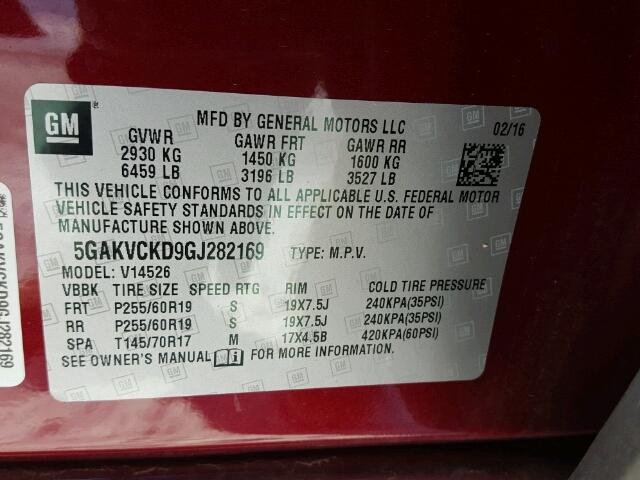 GM
MFD BY GENERAL MOTORS LLC 02/16
GVWR GAWR FRT GAWR RR
2930 KG 1450 KG 1600 KG
6459 LB 3196 LB 3527 LB
THIS VEHICLE CONFORMS TO ALL APPLICABLE U.S. FEDERAL MOTOR
VEHICLE SAFETY STANDARDS IN EFFECT ON THE DATE OF
MANUFACTURE SHOWN ABOVE.
5GAKVCKD9GJ282169 TYPE: M.P.V.
MODEL: V14526
VBBK TIRE SIZE SPEED RTG RIM COLD TIRE PRESSURE
FRT P255/60R19 S 19X7.5J 240KPA(35PSI)
RR P255/60R19 S 19X7.5J 240KPA(35PSI)
SPA T145/70R17 M 17X4.5B 420KPA(60PSI)
SEE OWNER'S MANUAL FOR MORE INFORMATION
5GAKVCKD9GJ282169